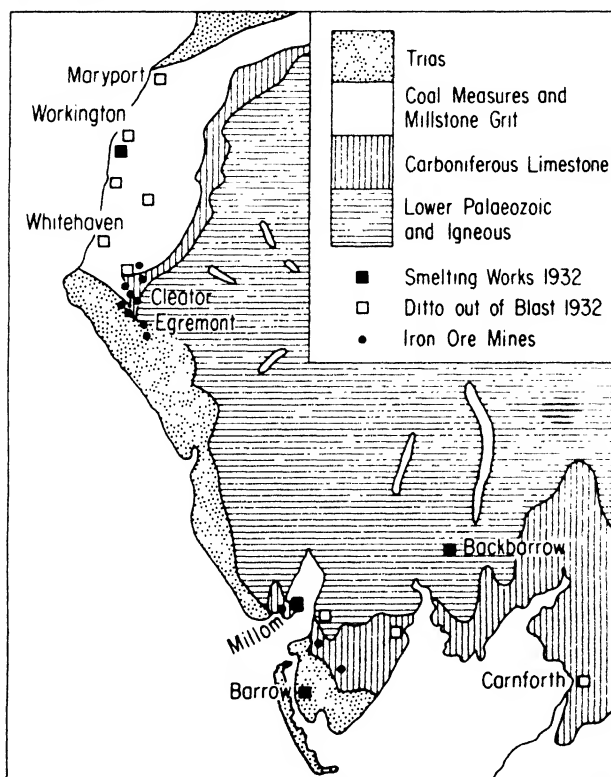 Maryport
Workington
Whitehaven
Cleator
Egremont
Millom
Barrow
Backbarrow
Carnforth
Trias
Coal Measures and
Millstone Grit
Carboniferous Limestone
Lower Palaeozoic
and Igneous
Smelting Works 1932
Ditto out of Blast 1932
Iron Ore Mines